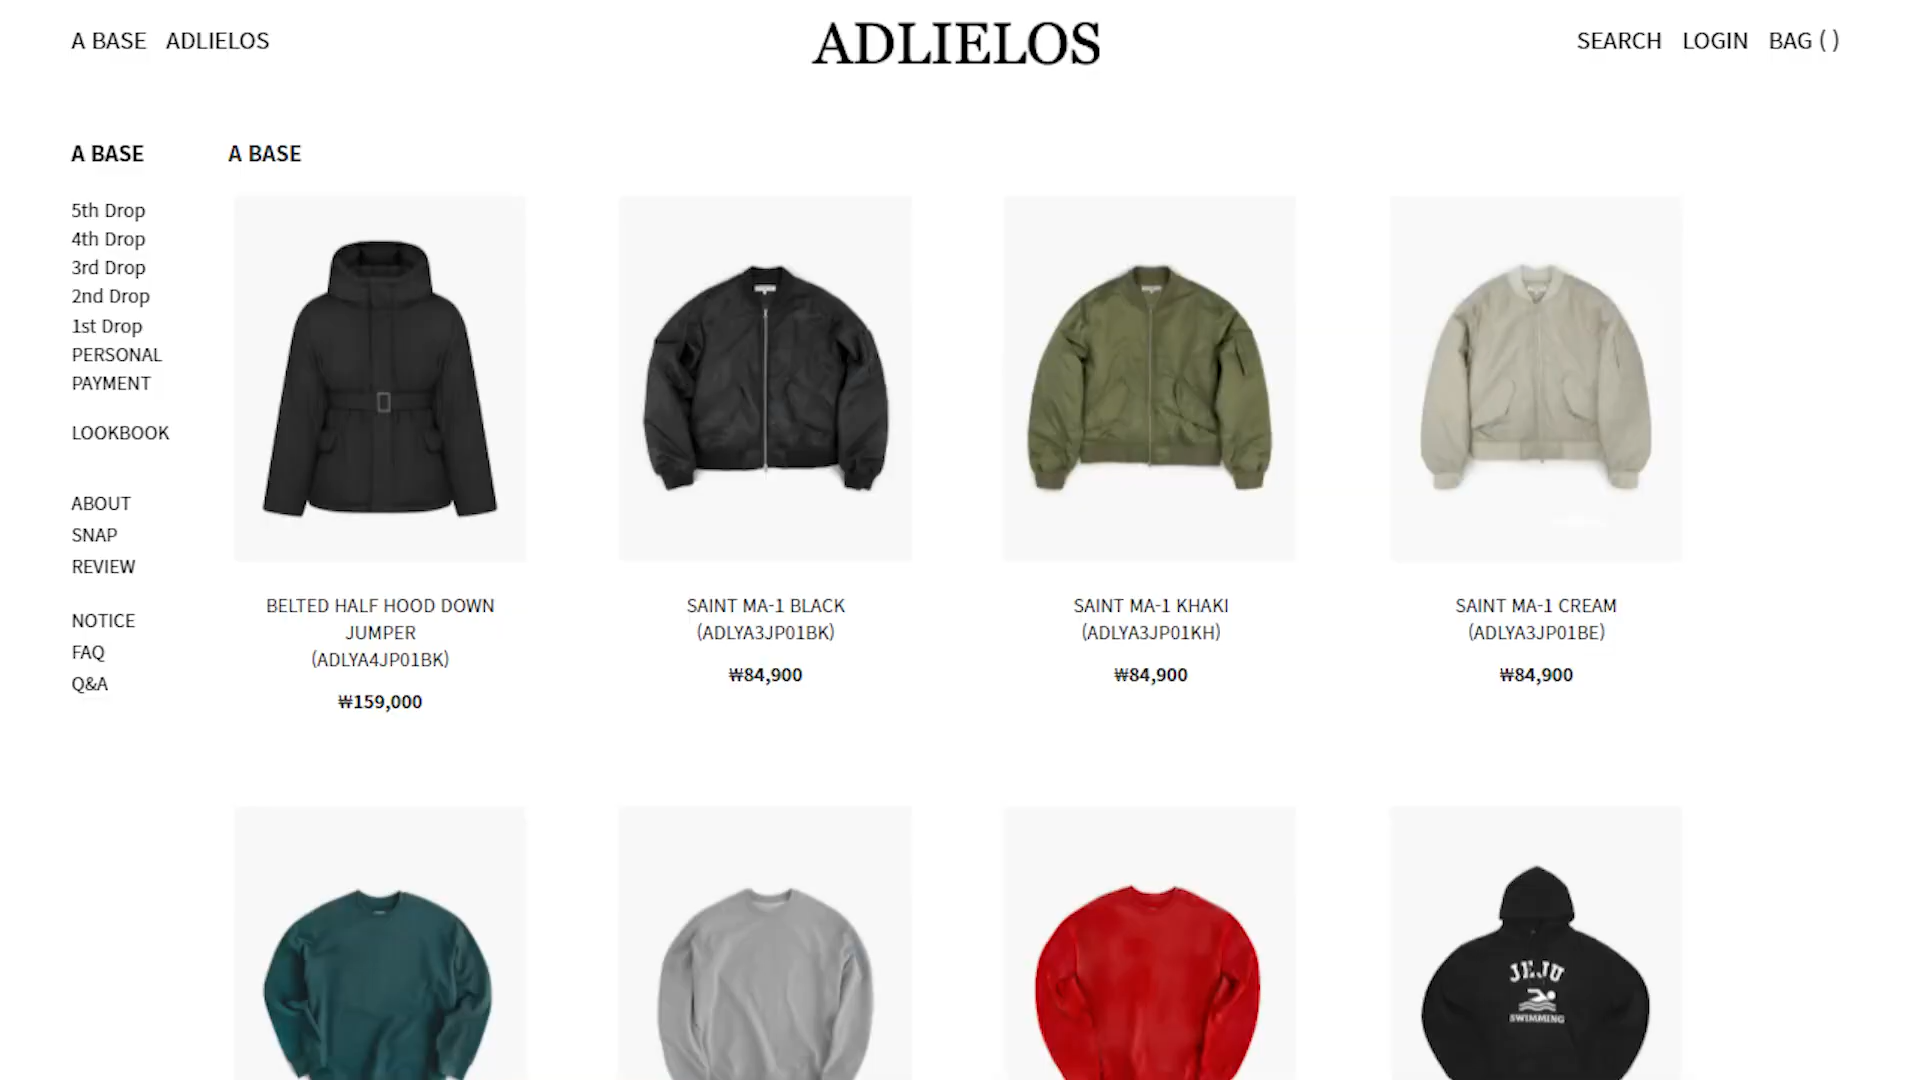 A BASE ADLIELOS
ADLIELOS
SEARCH LOGIN BAG ( )
A BASE
5th Drop
4th Drop
3rd Drop
2nd Drop
1st Drop
PERSONAL
PAYMENT
LOOKBOOK
ABOUT
SNAP
REVIEW
NOTICE
FAQ
Q&A
A BASE
BELTED HALF HOOD DOWN
JUMPER
(ADLYA4JP01BK)
₩159,000
SAINT MA-1 BLACK
(ADLYA3JP01BK)
₩84,900
SAINT MA-1 KHAKI
(ADLYA3JP01KH)
₩84,900
SAINT MA-1 CREAM
(ADLYA3JP01BE)
₩84,900
JEJU
SWIMMING